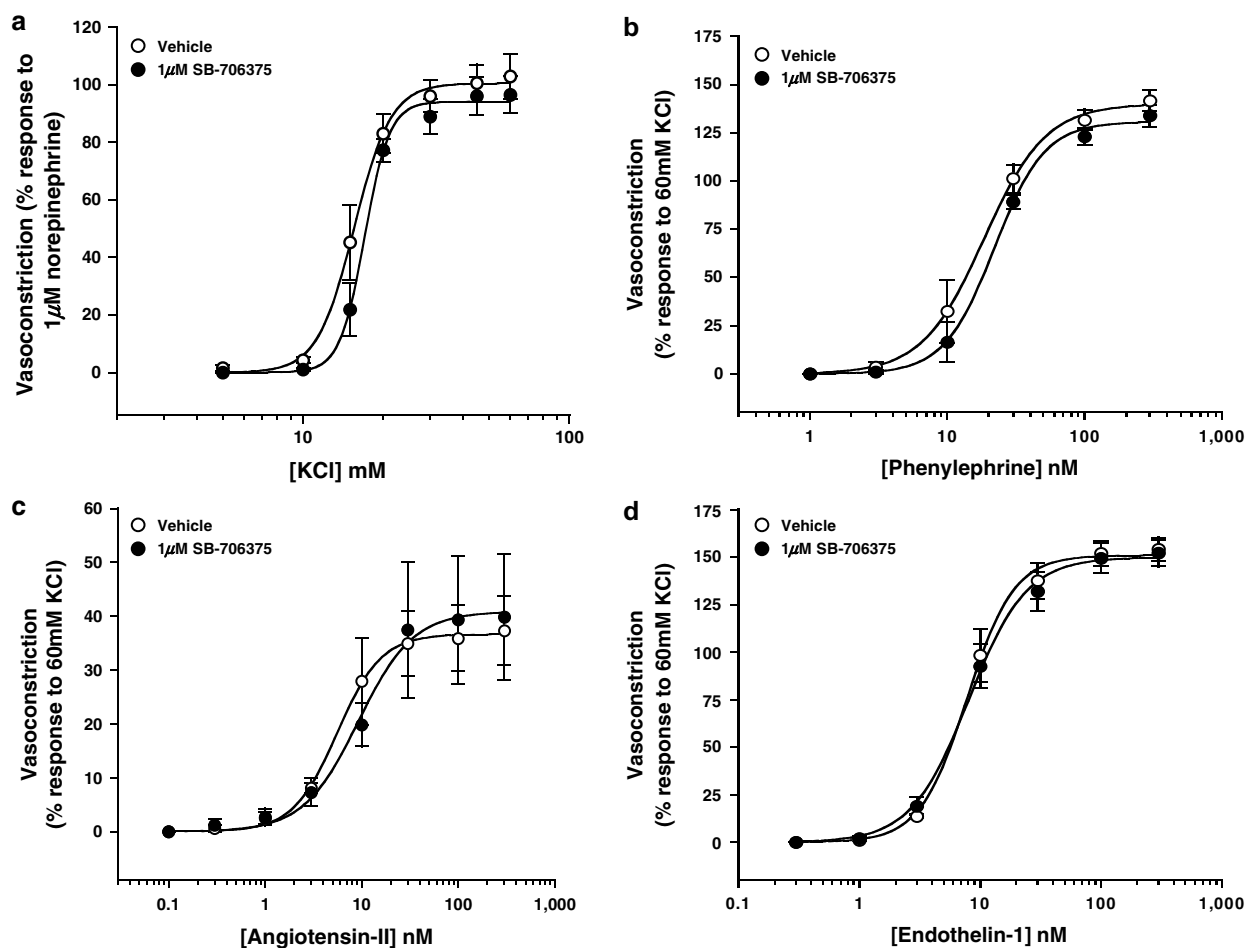 a
Vasoconstriction (% response to
1μM norepinephrine)
120
100
80
60
40
20
0
Vehicle
1μM SB-706375
10
100
[KCl] mM
b
Vasoconstriction
(% response to 60mM KCl)
175
150
125
100
75
50
25
0
Vehicle
1μM SB-706375
1
10
100
1,000
[Phenylephrine] nM
c
Vasoconstriction
(% response to 60mM KCl)
60
50
40
30
20
10
0
Vehicle
1μM SB-706375
0.1
1
10
100
1,000
[Angiotensin-II] nM
d
Vasoconstriction
(% response to 60mM KCl)
175
150
125
100
75
50
25
0
Vehicle
1μM SB-706375
0.1
1
10
100
1,000
[Endothelin-1] nM